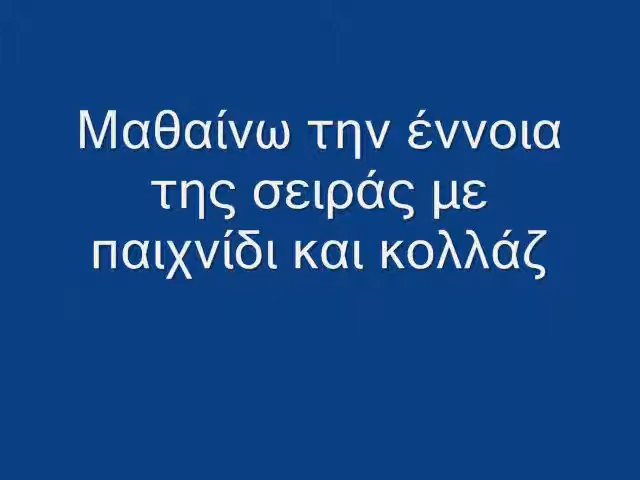 Μαθαίνω την έννοια
της σειράς με
παιχνίδι και κολλάζ